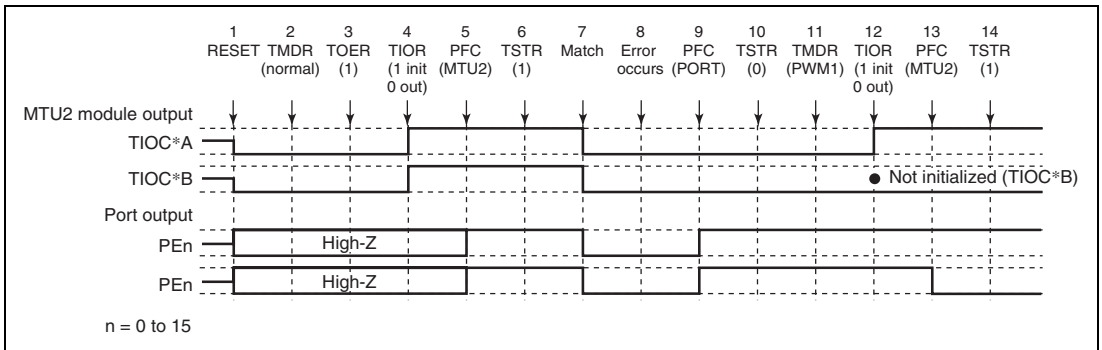 1 2 3 4 5 6 7 8 9 10 11 12 13 14
RESET TMDR TOER TIOR PFC TSTR Match Error PFC TSTR TMDR TIOR PFC TSTR
(normal) (1) (1 init (MTU2) (1) occurs (PORT) (0) (PWM1) (1 init (MTU2) (1)
0 out) 0 out)
MTU2 module output
TIOC*A
TIOC*B ● Not initialized (TIOC*B)
Port output
PEn High-Z
PEn High-Z
n = 0 to 15